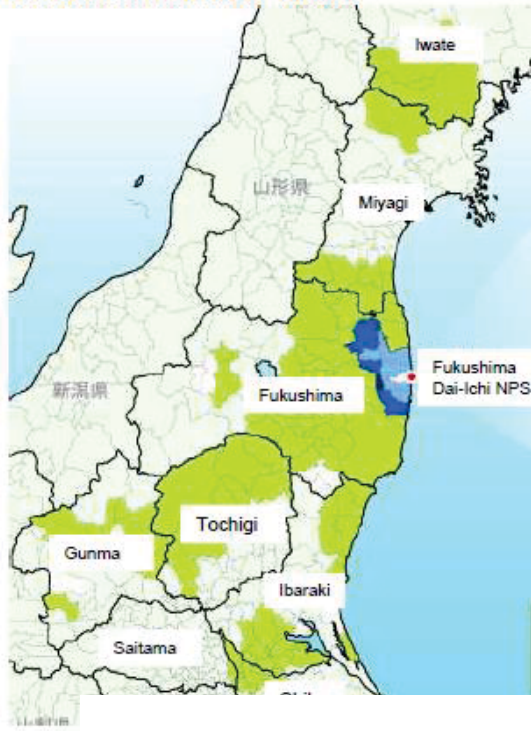 Iwate
山形県
Miyagi
新潟県
Fukushima
Fukushima
Dai-Ichi NPS
Tochigi
Gunma
Ibaraki
Saitama